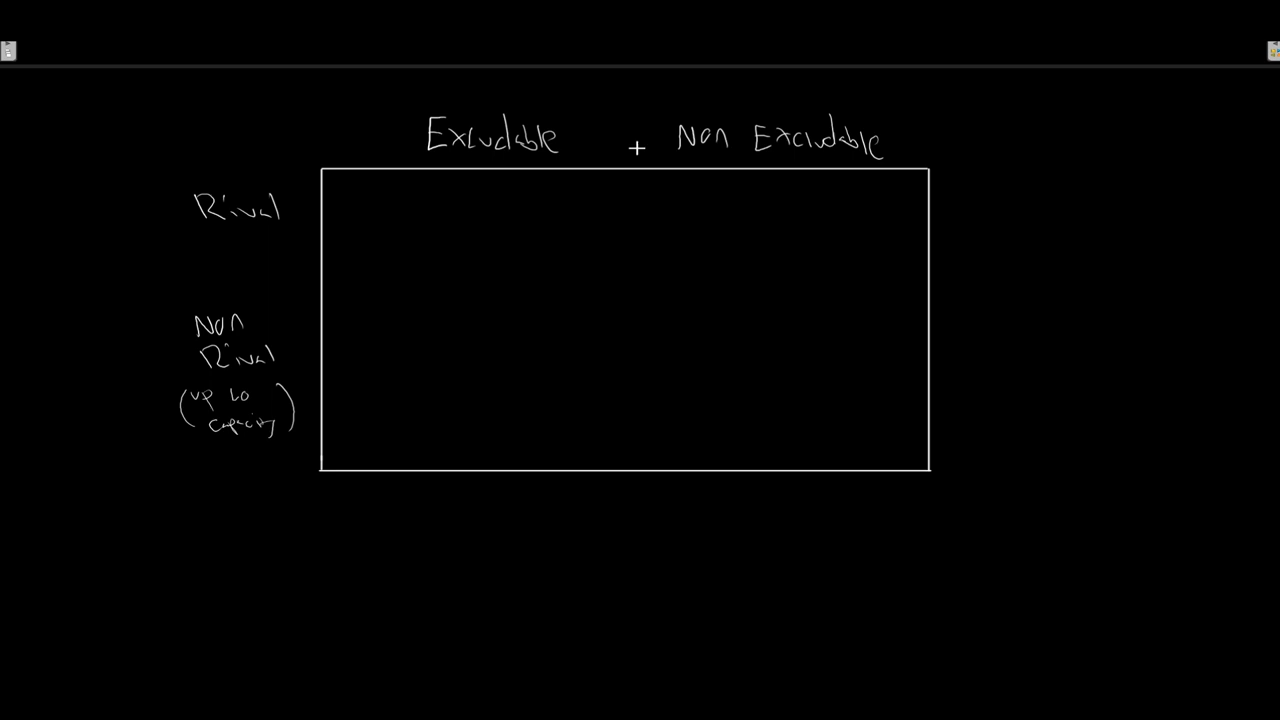 Excludable + Non Excludable
Rival
Non
Rival
(up to
capacity)